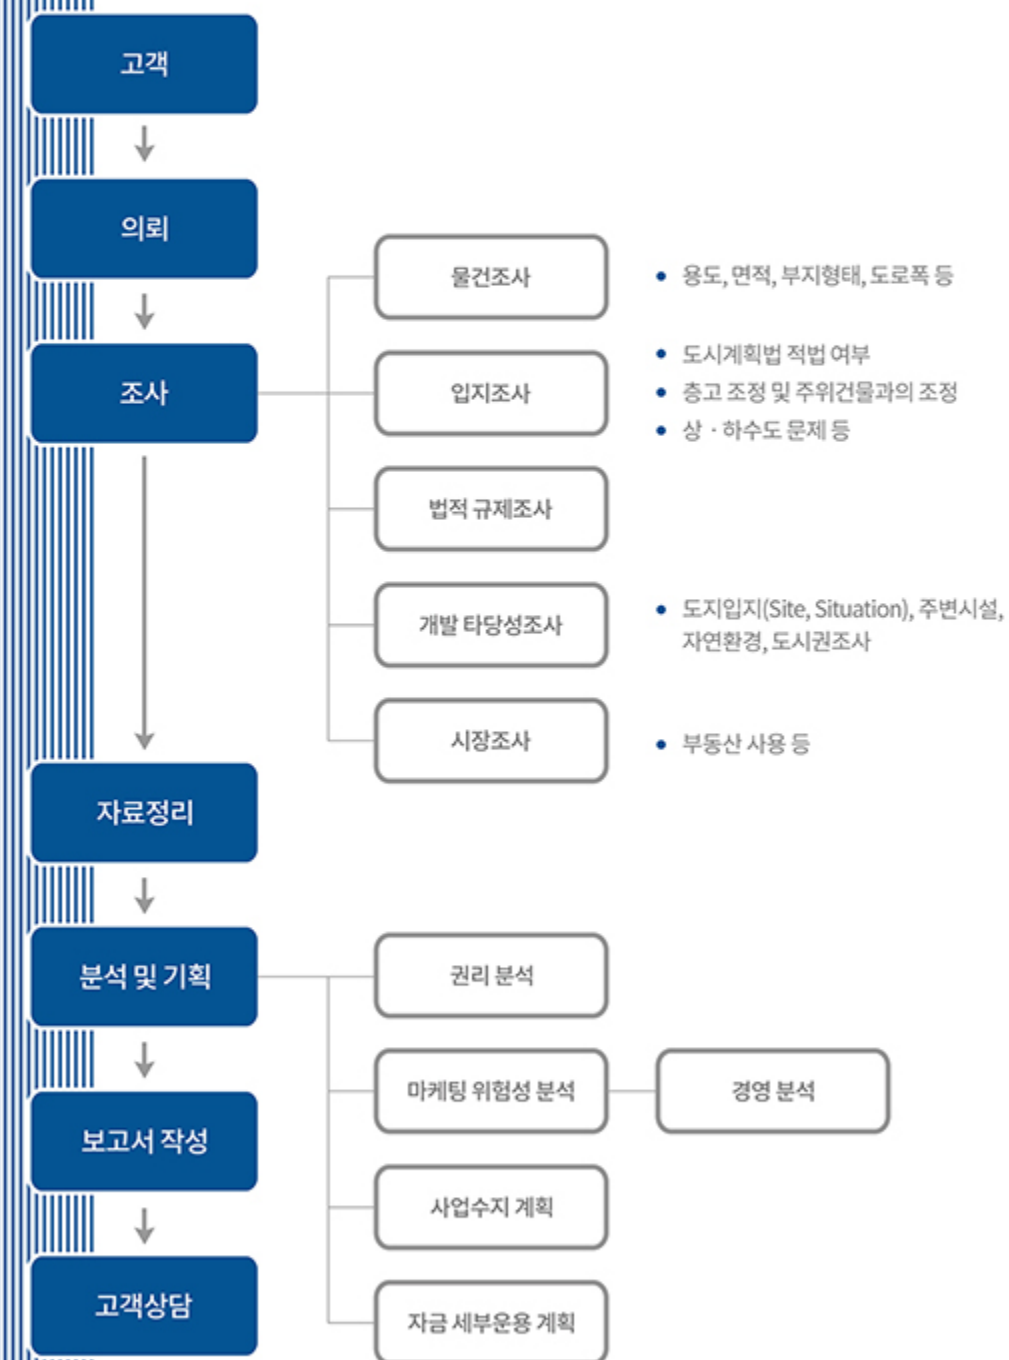 고객
의뢰
조사
물건조사
용도, 면적, 부지형태, 도로폭 등
입지조사
도시계획법 적법 여부
층고 조정 및 주위건물과의 조정
상 · 하수도 문제 등
법적 규제조사
개발 타당성조사
도지입지(Site, Situation), 주변시설,
자연환경, 도시권조사
시장조사
부동산 사용 등
자료정리
분석 및 기획
권리 분석
마케팅 위험성 분석
경영 분석
사업수지 계획
자금 세부운용 계획
보고서 작성
고객상담